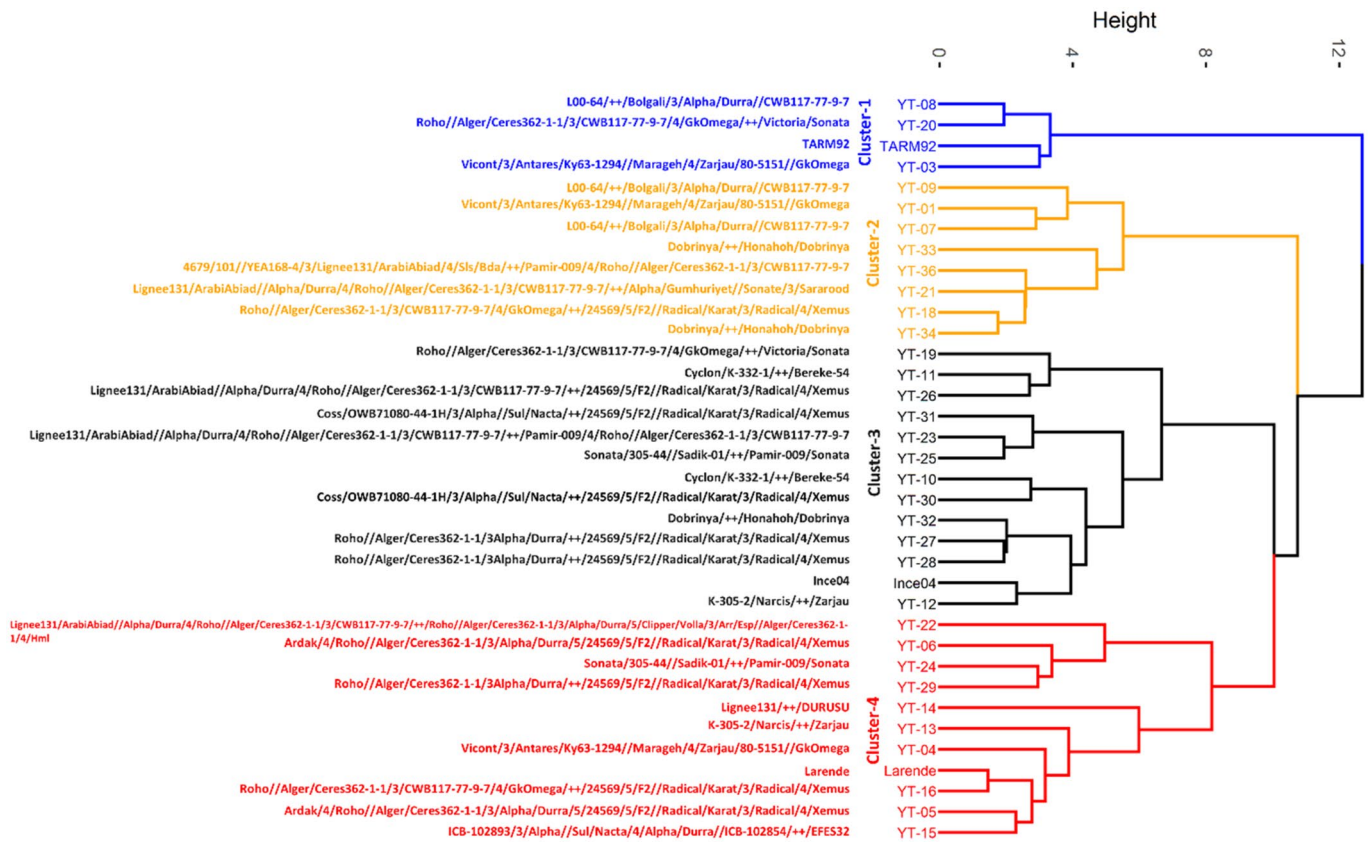 Height
0 4 8 12
L00-64/++/Bolgali/3/Alpha/Durra//CWB117-77-9-7 YT-08
Roho//Alger/Ceres362-1-1/3/CWB117-77-9-7/4/GkOmega/++/Victoria/Sonata YT-20
TARM92 TARM92
Vicont/3/Antares/Ky63-1294//Marageh/4/Zarjau/80-5151//GkOmega YT-03
Cluster-1
L00-64/++/Bolgali/3/Alpha/Durra//CWB117-77-9-7 YT-09
Vicont/3/Antares/Ky63-1294//Marageh/4/Zarjau/80-5151//GkOmega YT-01
L00-64/++/Bolgali/3/Alpha/Durra//CWB117-77-9-7 YT-07
Dobrinya/++/Honahoh/Dobrinya YT-33
4679/101//YEA168-4/3/Lignee131/ArabiAbiad/4/Sls/Bda/++/Pamir-009/4/Roho//Alger/Ceres362-1-1/3/CWB117-77-9-7 YT-36
Lignee131/ArabiAbiad//Alpha/Durra/4/Roho//Alger/Ceres362-1-1/3/CWB117-77-9-7/++/Alpha/Gumhuriyet//Sonate/3/Sararood YT-21
Roho//Alger/Ceres362-1-1/3/CWB117-77-9-7/4/GkOmega/++/24569/5/F2//Radical/Karat/3/Radical/4/Xemus YT-18
Dobrinya/++/Honahoh/Dobrinya YT-34
Cluster-2
Roho//Alger/Ceres362-1-1/3/CWB117-77-9-7/4/GkOmega/++/Victoria/Sonata YT-19
Cyclon/K-332-1/++/Bereke-54 YT-11
Lignee131/ArabiAbiad//Alpha/Durra/4/Roho//Alger/Ceres362-1-1/3/CWB117-77-9-7/++/24569/5/F2//Radical/Karat/3/Radical/4/Xemus YT-26
Coss/OWB71080-44-1H/3/Alpha//Sul/Nacta/++/24569/5/F2//Radical/Karat/3/Radical/4/Xemus YT-31
Lignee131/ArabiAbiad//Alpha/Durra/4/Roho//Alger/Ceres362-1-1/3/CWB117-77-9-7/++/Pamir-009/4/Roho//Alger/Ceres362-1-1/3/CWB117-77-9-7 YT-23
Sonata/305-44//Sadik-01/++/Pamir-009/Sonata YT-25
Cyclon/K-332-1/++/Bereke-54 YT-10
Coss/OWB71080-44-1H/3/Alpha//Sul/Nacta/++/24569/5/F2//Radical/Karat/3/Radical/4/Xemus YT-30
Dobrinya/++/Honahoh/Dobrinya YT-32
Roho//Alger/Ceres362-1-1/3Alpha/Durra/++/24569/5/F2//Radical/Karat/3/Radical/4/Xemus YT-27
Roho//Alger/Ceres362-1-1/3Alpha/Durra/++/24569/5/F2//Radical/Karat/3/Radical/4/Xemus YT-28
Ince04 Ince04
K-305-2/Narcis/++/Zarjau YT-12
Cluster-3
Lignee131/ArabiAbiad//Alpha/Durra/4/Roho//Alger/Ceres362-1-1/3/CWB117-77-9-7/++/Roho//Alger/Ceres362-1-1/3/Alpha/Durra/5/Clipper/Volla/3/Arr/Esp//Alger/Ceres362-1- YT-22
1/4/Hml
Ardak/4/Roho//Alger/Ceres362-1-1/3/Alpha/Durra/5/24569/5/F2//Radical/Karat/3/Radical/4/Xemus YT-06
Sonata/305-44//Sadik-01/++/Pamir-009/Sonata YT-24
Roho//Alger/Ceres362-1-1/3Alpha/Durra/++/24569/5/F2//Radical/Karat/3/Radical/4/Xemus YT-29
Lignee131/++/DURUSU YT-14
K-305-2/Narcis/++/Zarjau YT-13
Vicont/3/Antares/Ky63-1294//Marageh/4/Zarjau/80-5151//GkOmega YT-04
Larende Larende
Roho//Alger/Ceres362-1-1/3/CWB117-77-9-7/4/GkOmega/++/24569/5/F2//Radical/Karat/3/Radical/4/Xemus YT-16
Ardak/4/Roho//Alger/Ceres362-1-1/3/Alpha/Durra/5/24569/5/F2//Radical/Karat/3/Radical/4/Xemus YT-05
ICB-102893/3/Alpha//Sul/Nacta/4/Alpha/Durra//ICB-102854/++/EFES32 YT-15
Cluster-4